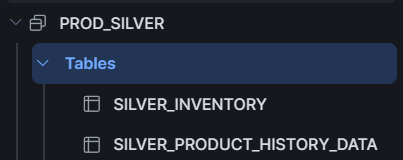 PROD_SILVER
Tables
SILVER_INVENTORY
SILVER_PRODUCT_HISTORY_DATA